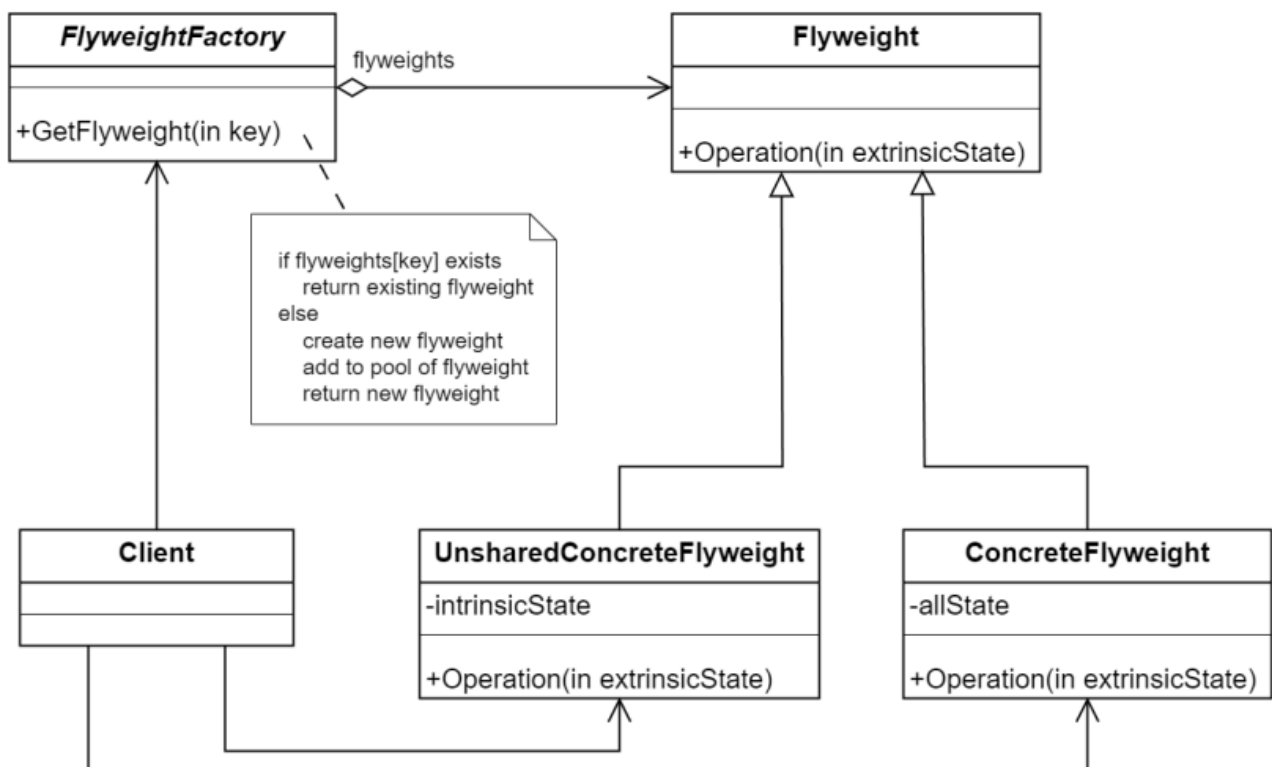 FlyweightFactory
+GetFlyweight(in key)
flyweights
Flyweight
+Operation(in extrinsicState)
if flyweights[key] exists
return existing flyweight
else
create new flyweight
add to pool of flyweight
return new flyweight
Client
UnsharedConcreteFlyweight
-intrinsicState
+Operation(in extrinsicState)
ConcreteFlyweight
-allState
+Operation(in extrinsicState)